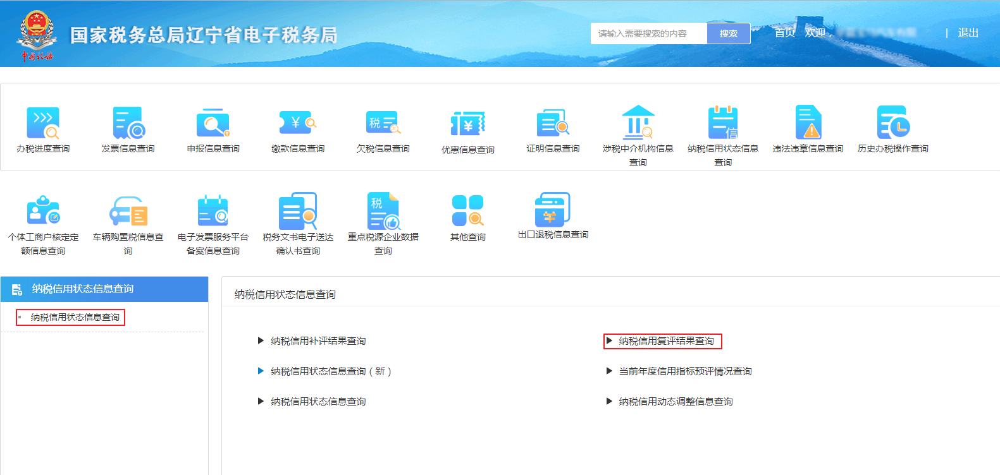 国家税务总局辽宁省电子税务局
中国税务
请输入需要搜索的内容
搜索
首页
欢迎，
|
退出
办税进度查询
发票信息查询
申报信息查询
缴款信息查询
税
欠税信息查询
优惠信息查询
证明信息查询
涉税中介机构信息
查询
信
纳税信用状态信息
查询
违法违章信息查询
历史办税操作查询
个体工商户核定定
额信息查询
车辆购置税信息查
询
电子发票服务平台
备案信息查询
税务文书电子送达
确认书查询
税
重点税源企业数据
查询
其他查询
出口退税信息查询
纳税信用状态信息查询
纳税信用状态信息查询
纳税信用状态信息查询
纳税信用补评结果查询
纳税信用复评结果查询
纳税信用状态信息查询（新）
当前年度信用指标预评情况查询
纳税信用状态信息查询
纳税信用动态调整信息查询